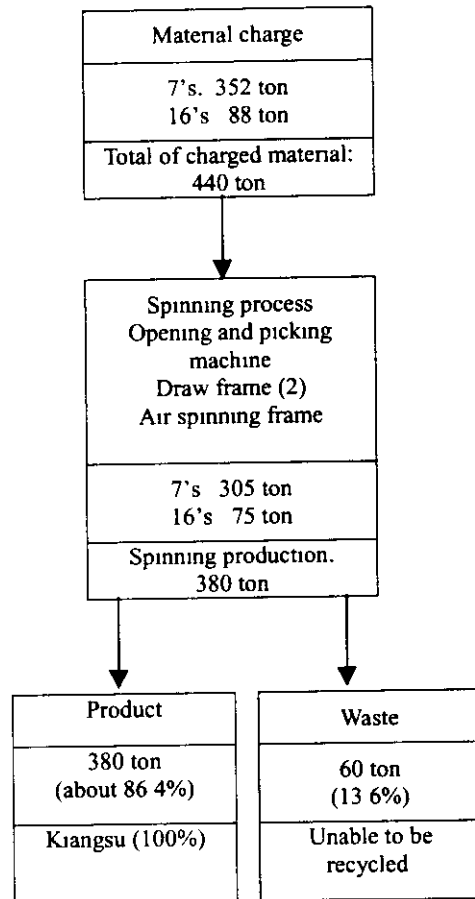 Material charge
7's. 352 ton
16's 88 ton
Total of charged material:
440 ton
Spinning process
Opening and picking
machine
Draw frame (2)
Air spinning frame
7's 305 ton
16's 75 ton
Spinning production.
380 ton
Product
380 ton
(about 86 4%)
Kiangsu (100%)
Waste
60 ton
(13 6%)
Unable to be
recycled